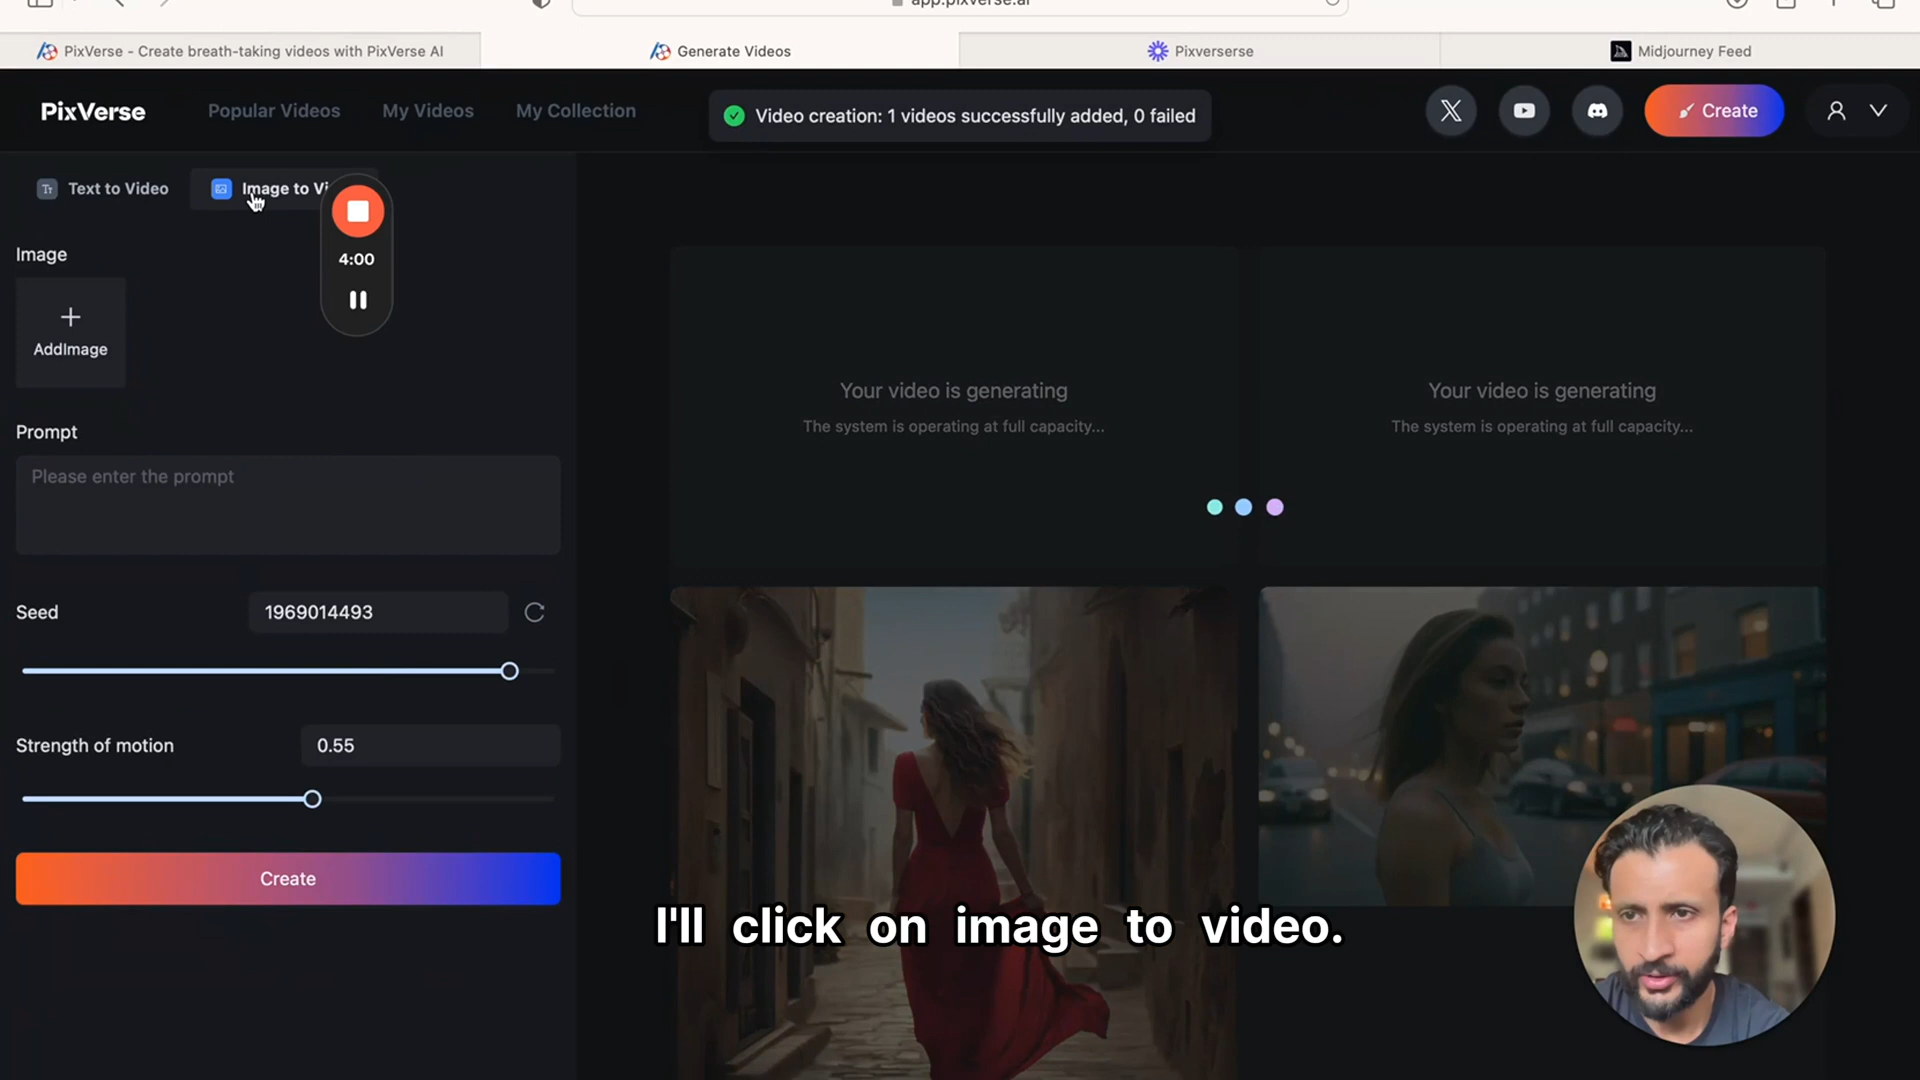 app.pixverse.ai
PixVerse - Create breath-taking videos with PixVerse AI
Generate Videos
Pixverserse
Midjourney Feed
PixVerse
Popular Videos
My Videos
My Collection
Video creation: 1 videos successfully added, 0 failed
Create
Tt
Text to Video
Image to Vi
4:00
Image
AddImage
Prompt
Please enter the prompt
Seed
1969014493
Strength of motion
0.55
Create
Your video is generating
The system is operating at full capacity...
Your video is generating
The system is operating at full capacity...
I'll click on image to video.